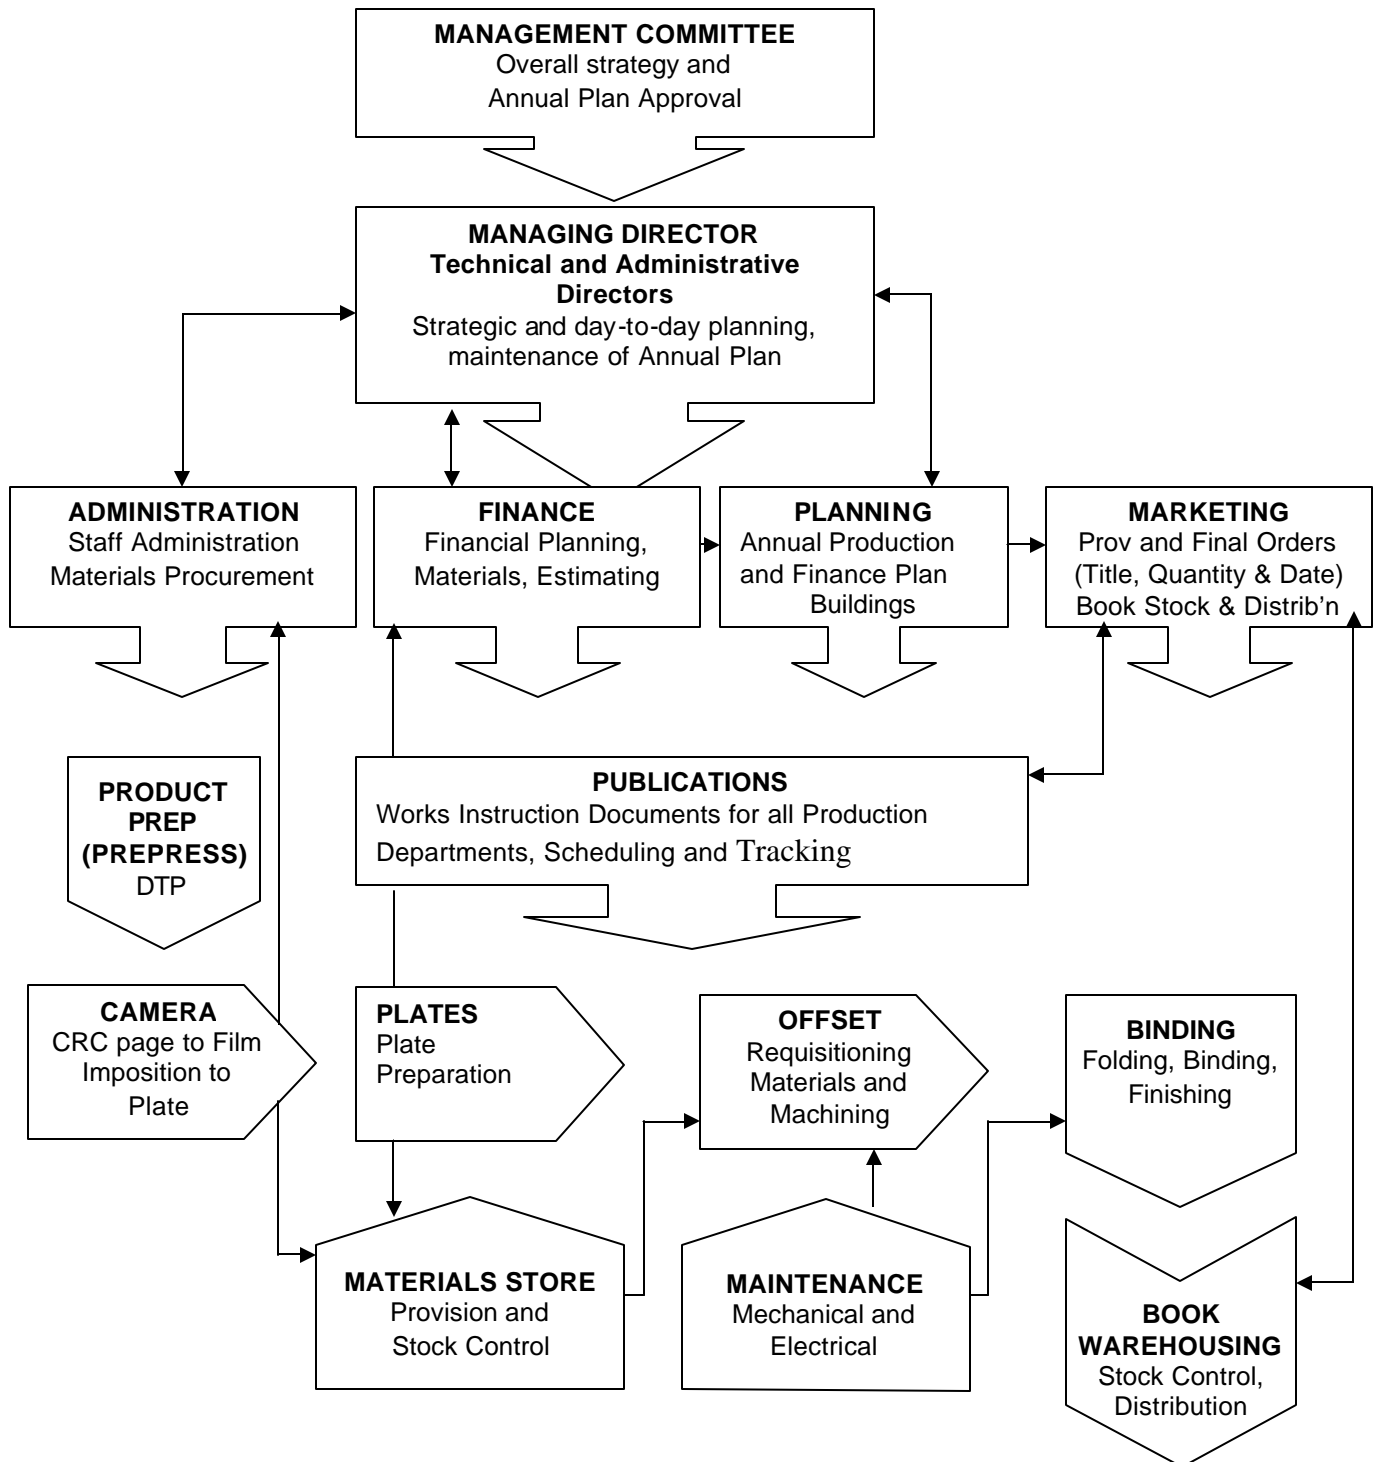 MANAGEMENT COMMITTEE
Overall strategy and
Annual Plan Approval
MANAGING DIRECTOR
Technical and Administrative
Directors
Strategic and day-to-day planning,
maintenance of Annual Plan
ADMINISTRATION
Staff Administration
Materials Procurement
FINANCE
Financial Planning,
Materials, Estimating
PLANNING
Annual Production
and Finance Plan
Buildings
MARKETING
Prov and Final Orders
(Title, Quantity & Date)
Book Stock & Distrib'n
PRODUCT
PREP
(PREPRESS)
DTP
PUBLICATIONS
Works Instruction Documents for all Production
Departments, Scheduling and Tracking
CAMERA
CRC page to Film
Imposition to
Plate
PLATES
Plate
Preparation
OFFSET
Requisitioning
Materials and
Machining
BINDING
Folding, Binding,
Finishing
MATERIALS STORE
Provision and
Stock Control
MAINTENANCE
Mechanical and
Electrical
BOOK
WAREHOUSING
Stock Control,
Distribution